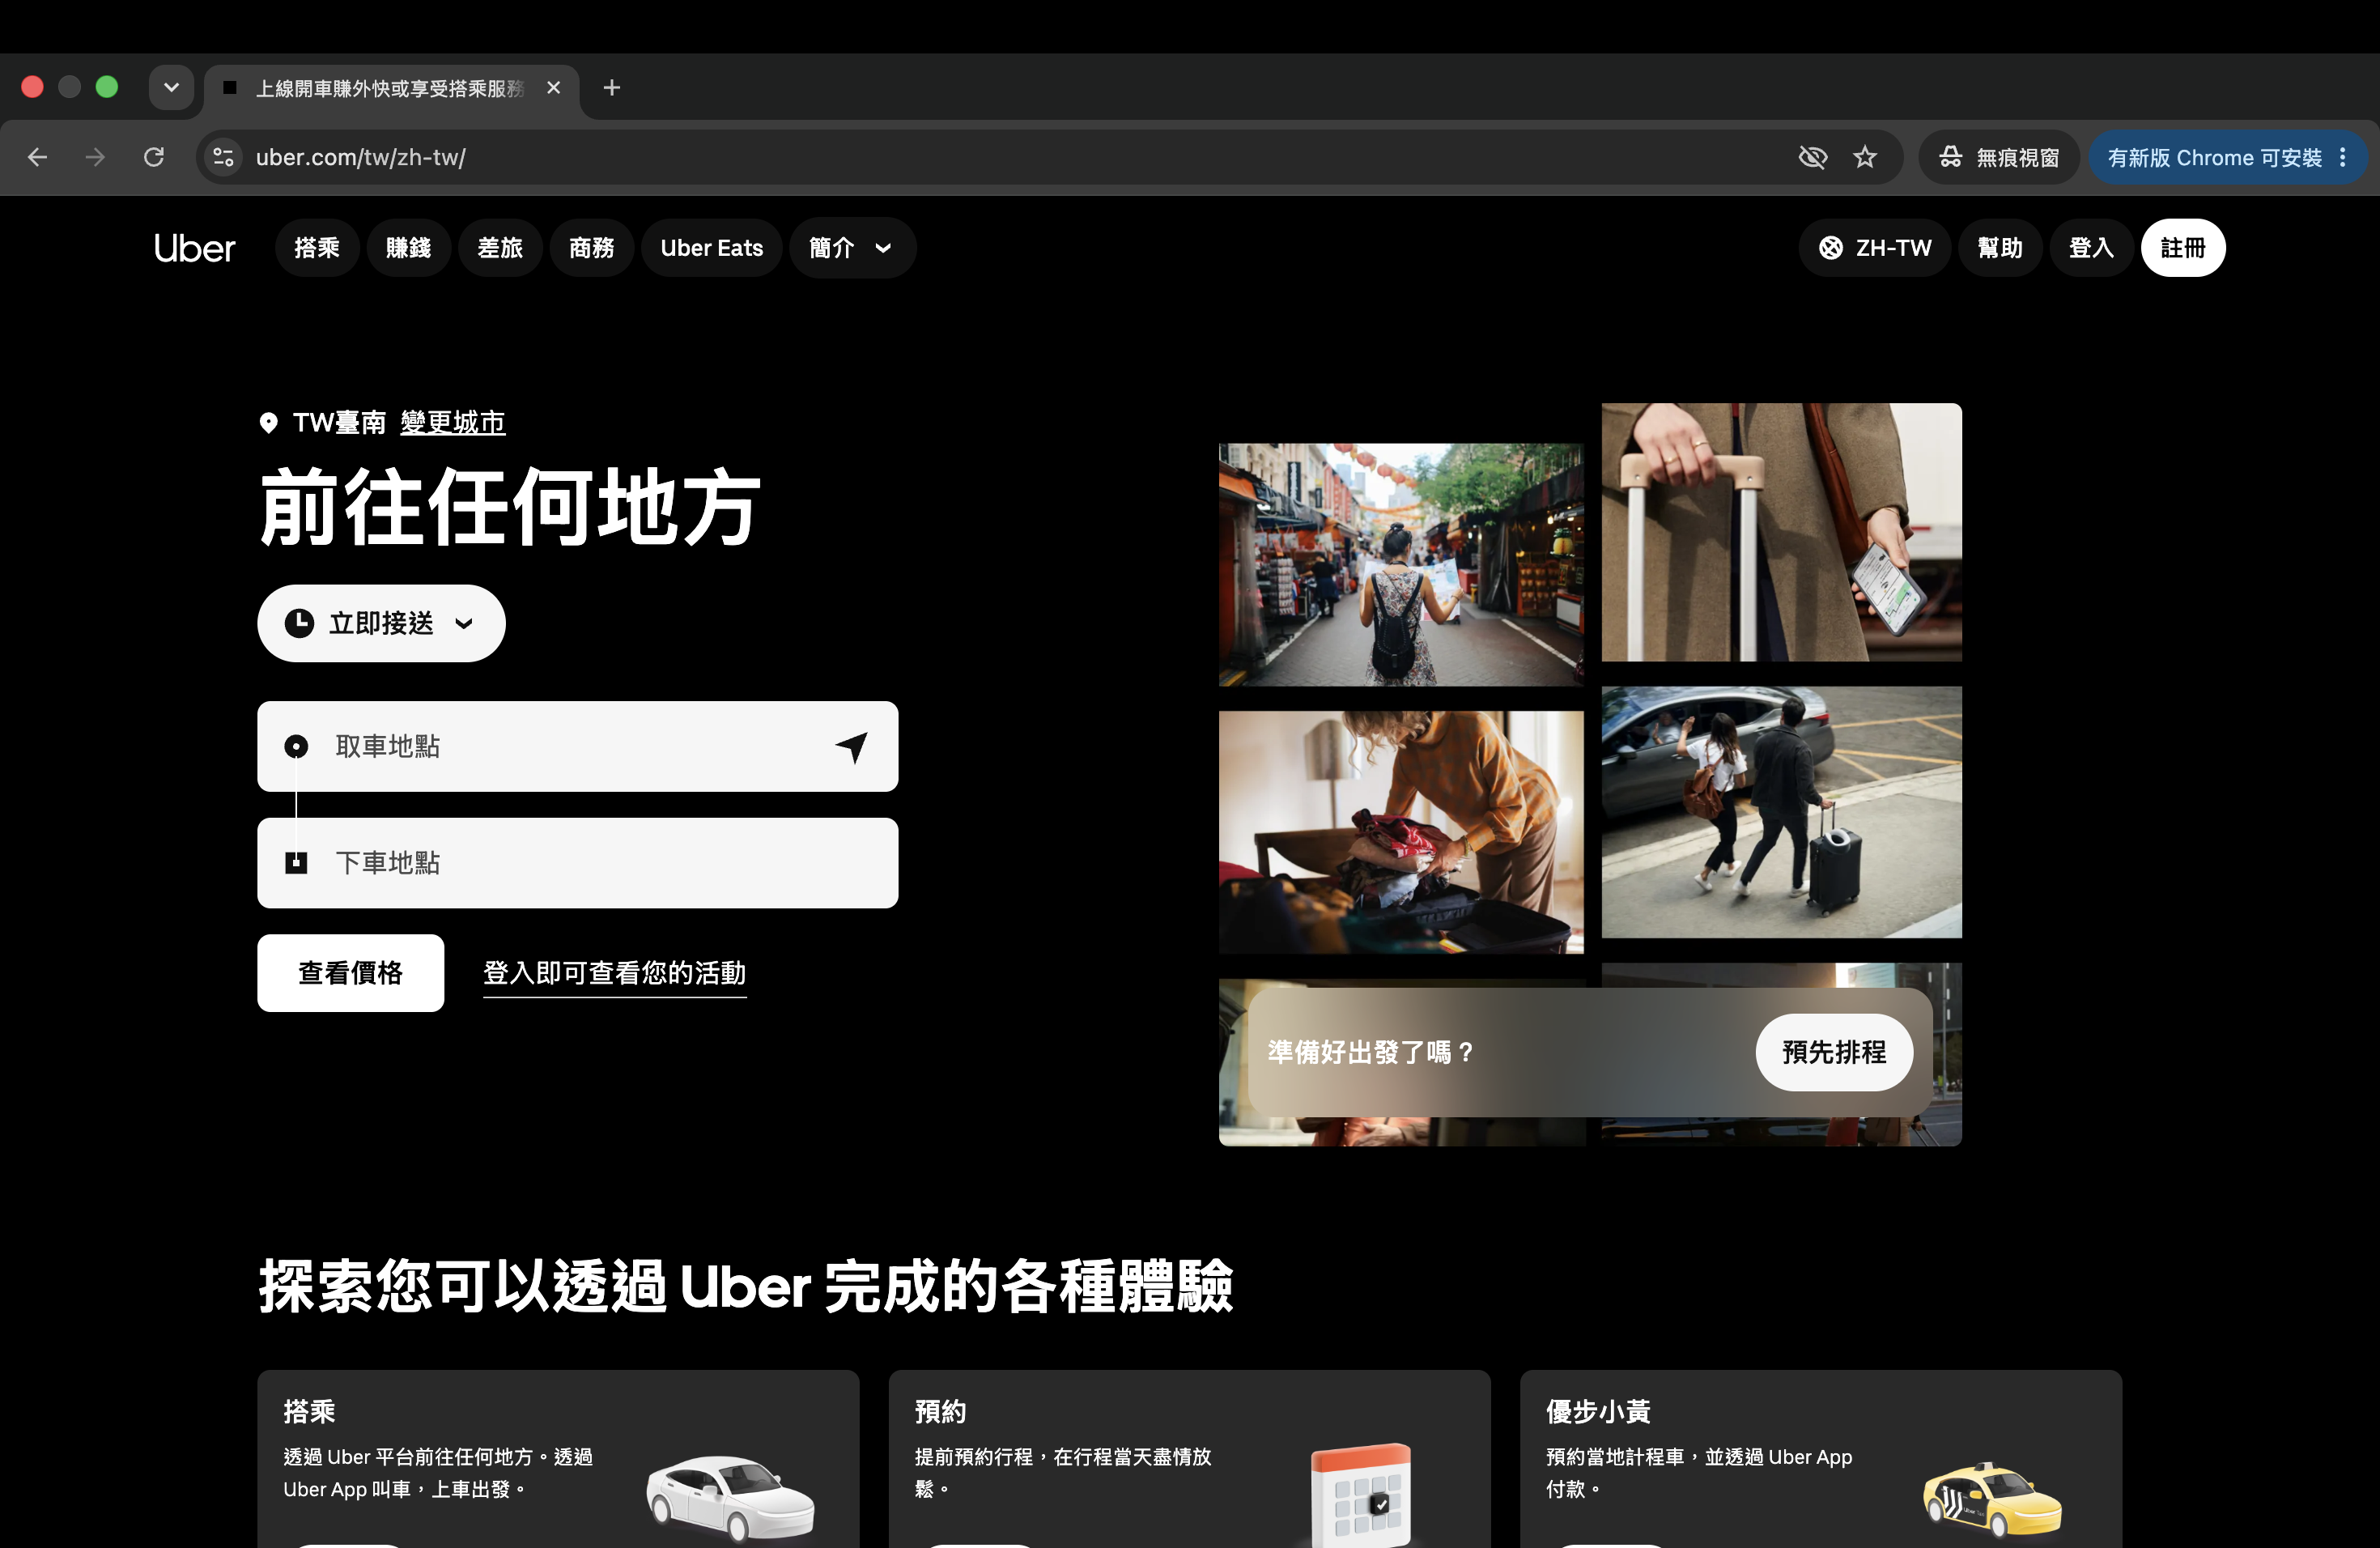 上線開車賺外快或享受搭乘服務
uber.com/tw/zh-tw/
無痕視窗
有新版 Chrome 可安裝
Uber
搭乘
賺錢
差旅
商務
Uber Eats
簡介
ZH-TW
幫助
登入
註冊
TW臺南 變更城市
前往任何地方
立即接送
取車地點
下車地點
查看價格
登入即可查看您的活動
準備好出發了嗎？
預先排程
探索您可以透過 Uber 完成的各種體驗
搭乘
透過 Uber 平台前往任何地方。透過
Uber App 叫車，上車出發。
預約
提前預約行程，在行程當天盡情放
鬆。
優步小黃
預約當地計程車，並透過 Uber App
付款。